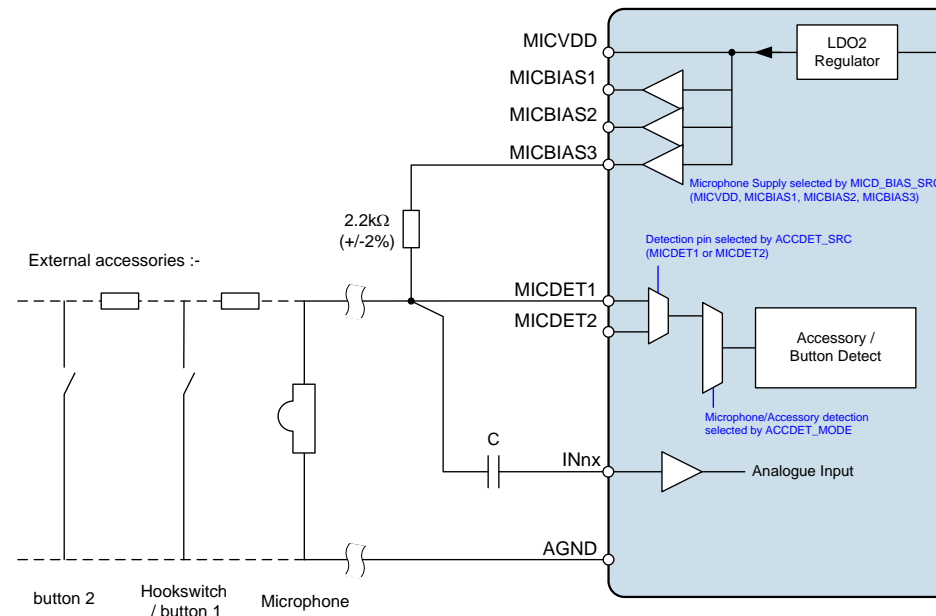 MICVDD
LDO2
Regulator
MICBIAS1
MICBIAS2
MICBIAS3
Microphone Supply selected by MICD_BIAS_SRC
(MICVDD, MICBIAS1, MICBIAS2, MICBIAS3)
2.2kΩ
(+/-2%)
Detection pin selected by ACCDET_SRC
(MICDET1 or MICDET2)
External accessories :-
MICDET1
MICDET2
Accessory /
Button Detect
Microphone/Accessory detection
selected by ACCDET_MODE
C
INnx
Analogue Input
AGND
button 2
Hookswitch
/ button 1
Microphone